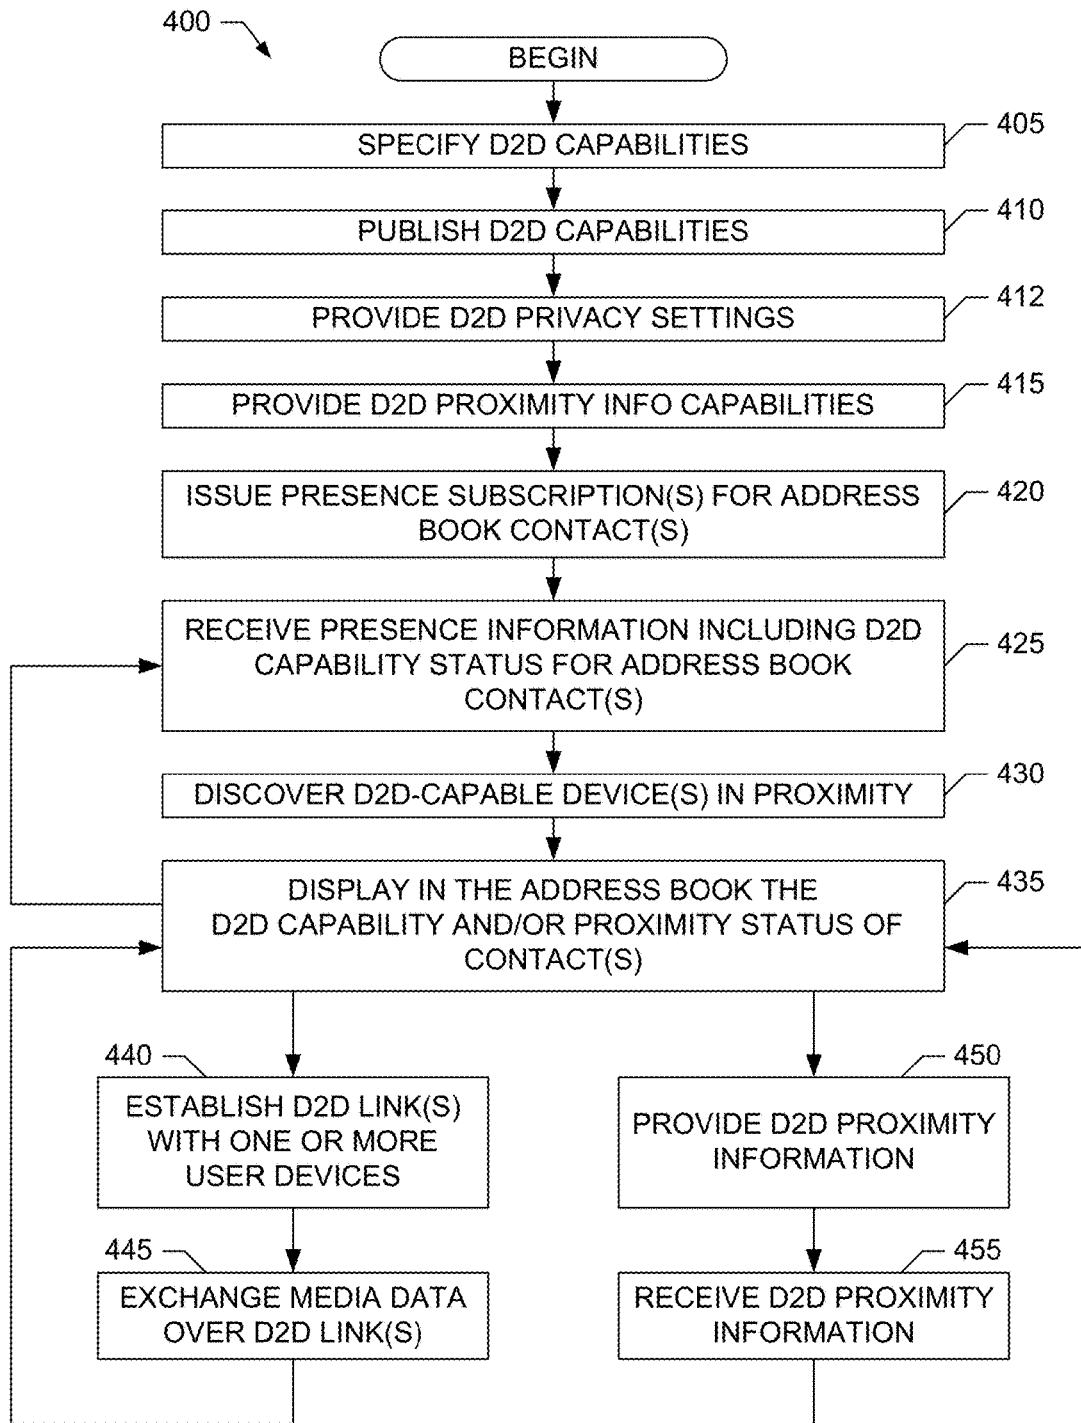 400
BEGIN
SPECIFY D2D CAPABILITIES
405
PUBLISH D2D CAPABILITIES
410
PROVIDE D2D PRIVACY SETTINGS
412
PROVIDE D2D PROXIMITY INFO CAPABILITIES
415
ISSUE PRESENCE SUBSCRIPTION(S) FOR ADDRESS
BOOK CONTACT(S)
420
RECEIVE PRESENCE INFORMATION INCLUDING D2D
CAPABILITY STATUS FOR ADDRESS BOOK
CONTACT(S)
425
DISCOVER D2D-CAPABLE DEVICE(S) IN PROXIMITY
430
DISPLAY IN THE ADDRESS BOOK THE
D2D CAPABILITY AND/OR PROXIMITY STATUS OF
CONTACT(S)
435
440
ESTABLISH D2D LINK(S)
WITH ONE OR MORE
USER DEVICES
445
EXCHANGE MEDIA DATA
OVER D2D LINK(S)
450
PROVIDE D2D PROXIMITY
INFORMATION
455
RECEIVE D2D PROXIMITY
INFORMATION